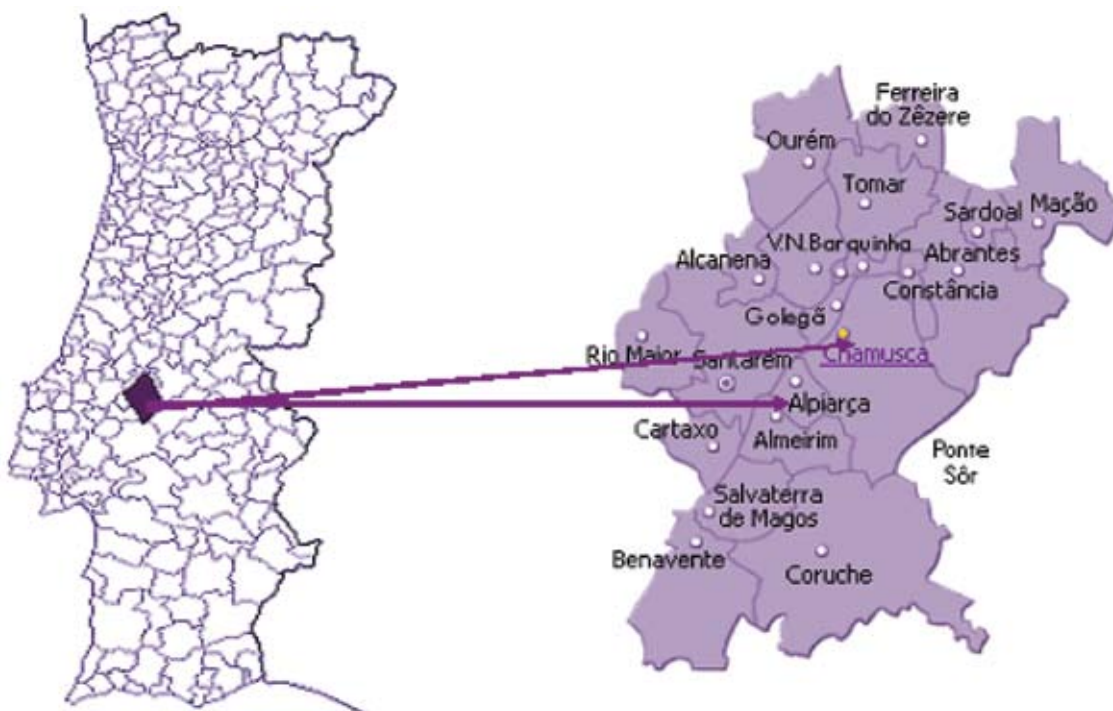 Ferreira
do Zêzere
Ourém
Tomar
Sardoal
Mação
V.N.Barquinha
Alcanena
Abrantes
Constância
Golegã
Rio Maior
Santarém
Chamusca
Alpiarça
Cartaxo
Almeirim
Ponte
Sôr
Salvaterra
de Magos
Benavente
Coruche